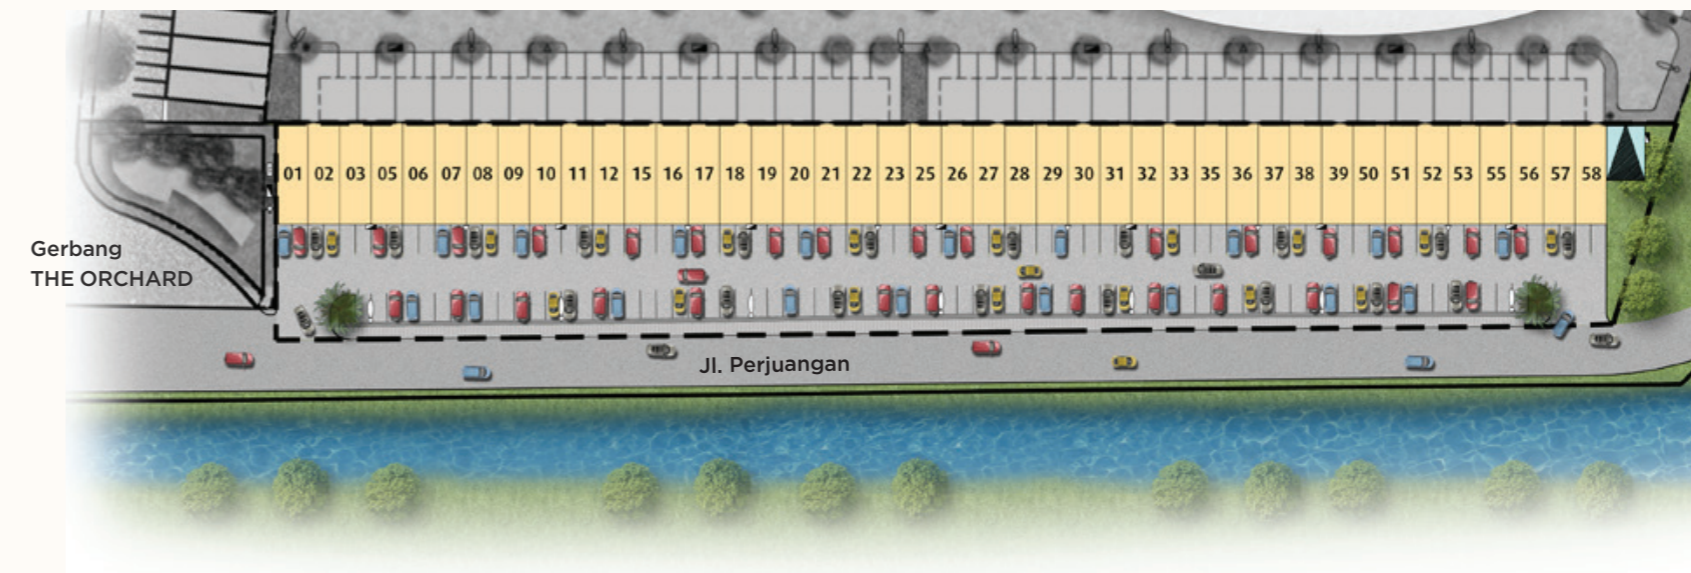 01 02 03 05 06 07 08 09 10 11 12 15 16 17 18 19 20 21 22 23 25 26 27 28 29 30 31 32 33 35 36 37 38 39 50 51 52 53 55 56 57 58
Gerbang
THE ORCHARD
Jl. Perjuangan